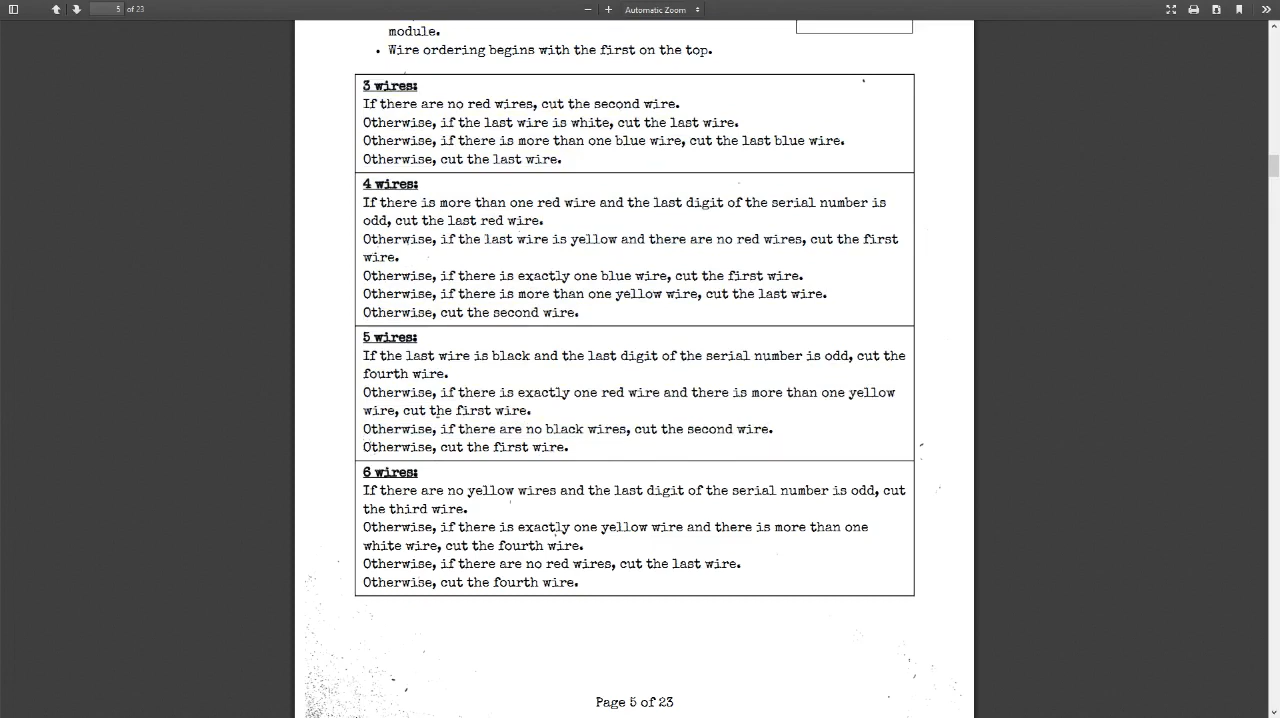 5 of 23
Automatic Zoom
module.
• Wire ordering begins with the first on the top.
3 wires:
If there are no red wires, cut the second wire.
Otherwise, if the last wire is white, cut the last wire.
Otherwise, if there is more than one blue wire, cut the last blue wire.
Otherwise, cut the last wire.
4 wires:
If there is more than one red wire and the last digit of the serial number is
odd, cut the last red wire.
Otherwise, if the last wire is yellow and there are no red wires, cut the first
wire.
Otherwise, if there is exactly one blue wire, cut the first wire.
Otherwise, if there is more than one yellow wire, cut the last wire.
Otherwise, cut the second wire.
5 wires:
If the last wire is black and the last digit of the serial number is odd, cut the
fourth wire.
Otherwise, if there is exactly one red wire and there is more than one yellow
wire, cut the first wire.
Otherwise, if there are no black wires, cut the second wire.
Otherwise, cut the first wire.
6 wires:
If there are no yellow wires and the last digit of the serial number is odd, cut
the third wire.
Otherwise, if there is exactly one yellow wire and there is more than one
white wire, cut the fourth wire.
Otherwise, if there are no red wires, cut the last wire.
Otherwise, cut the fourth wire.
Page 5 of 23